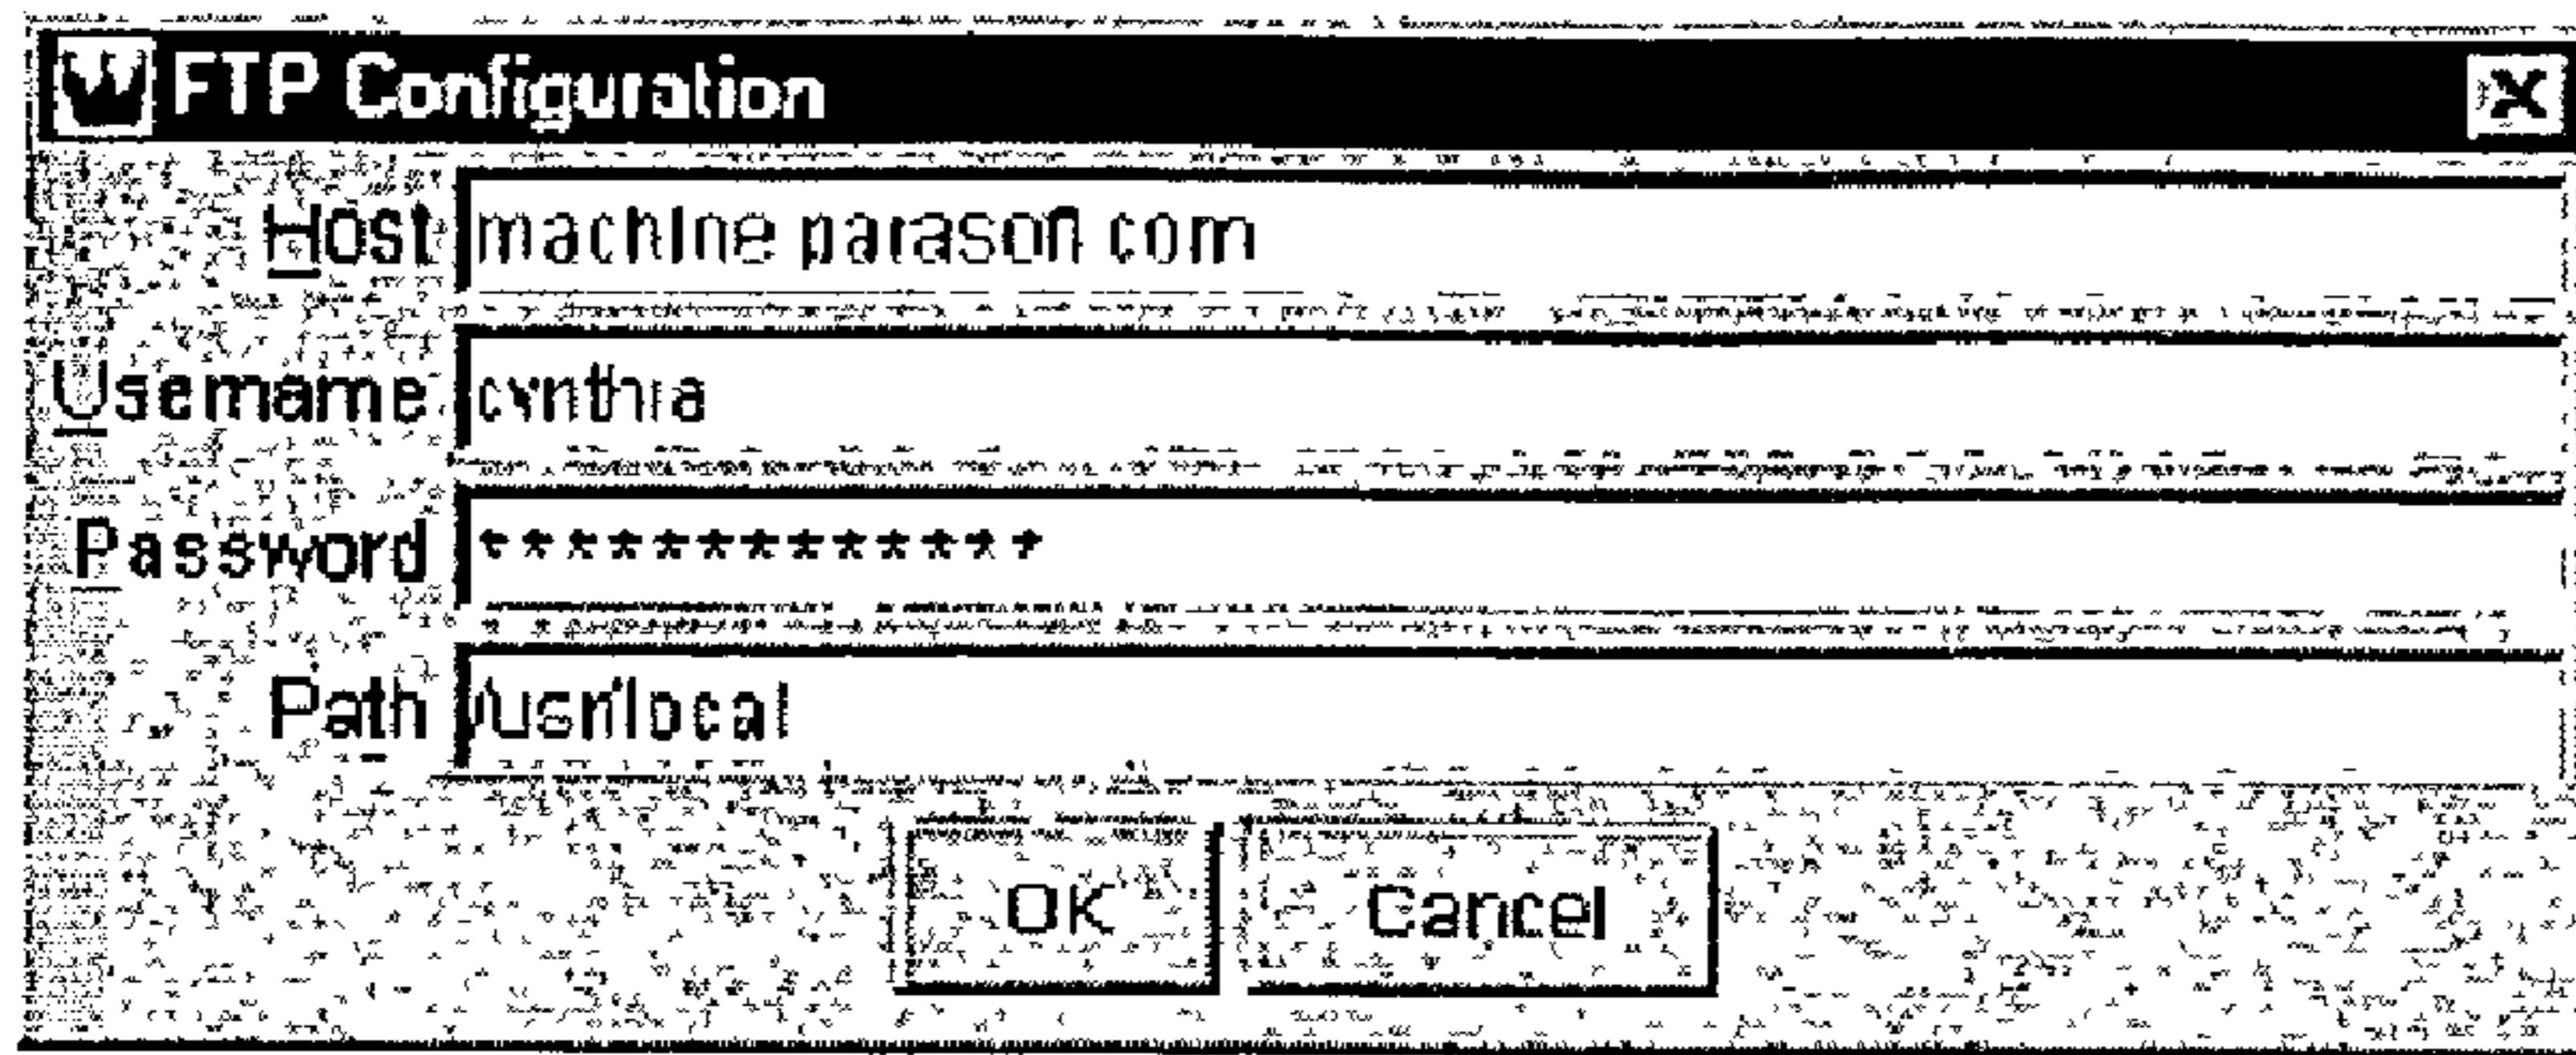 FTP Configuration
Host machine parasoft com
Username cynthia
Password *************
Path /usr/local
OK Cancel